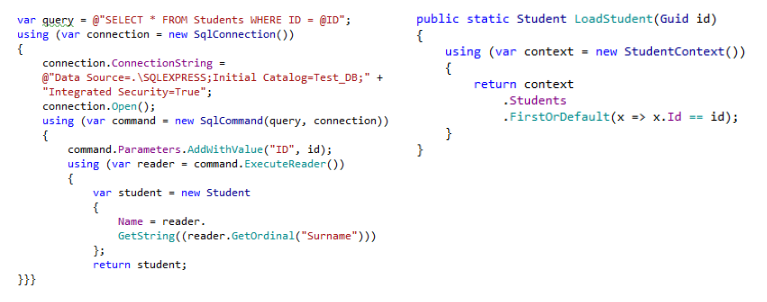 var query = @"SELECT * FROM Students WHERE ID = @ID";
using (var connection = new SqlConnection())
{
    connection.ConnectionString =
    @"Data Source=.\SQLEXPRESS;Initial Catalog=Test_DB;" +
    "Integrated Security=True";
    connection.Open();
    using (var command = new SqlCommand(query, connection))
    {
        command.Parameters.AddWithValue("ID", id);
        using (var reader = command.ExecuteReader())
        {
            var student = new Student
            {
                Name = reader.
                GetString((reader.GetOrdinal("Surname")))
            };
            return student;
}}}
public static Student LoadStudent(Guid id)
{
    using (var context = new StudentContext())
    {
        return context
            .Students
            .FirstOrDefault(x => x.Id == id);
    }
}